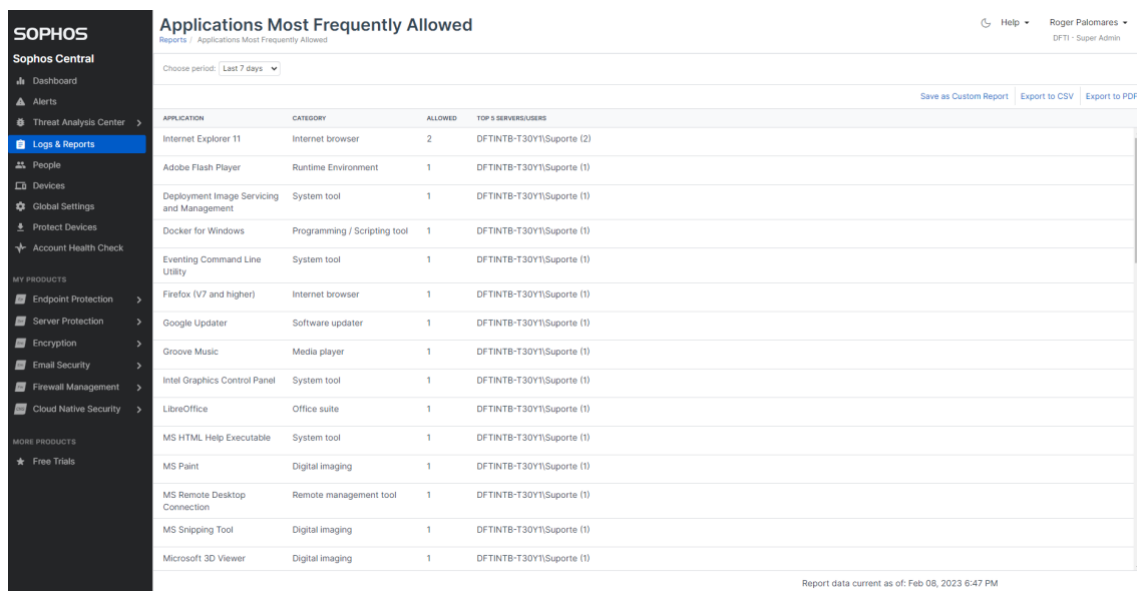 SOPHOS
Sophos Central
Dashboard
Alerts
Threat Analysis Center
Logs & Reports
People
Devices
Global Settings
Protect Devices
Account Health Check
MY PRODUCTS
Endpoint Protection
Server Protection
Encryption
Email Security
Firewall Management
Cloud Native Security
MORE PRODUCTS
Free Trials
Applications Most Frequently Allowed
Reports / Applications Most Frequently Allowed
Help
Roger Palomares
DFTI - Super Admin
Choose period: Last 7 days
Save as Custom Report Export to CSV Export to PDF
APPLICATION CATEGORY ALLOWED TOP 5 SERVERS/USERS
Internet Explorer 11 Internet browser 2 DFTINTB-T30Y1\Suporte (2)
Adobe Flash Player Runtime Environment 1 DFTINTB-T30Y1\Suporte (1)
Deployment Image Servicing System tool 1 DFTINTB-T30Y1\Suporte (1)
and Management
Docker for Windows Programming / Scripting tool 1 DFTINTB-T30Y1\Suporte (1)
Eventing Command Line System tool 1 DFTINTB-T30Y1\Suporte (1)
Utility
Firefox (V7 and higher) Internet browser 1 DFTINTB-T30Y1\Suporte (1)
Google Updater Software updater 1 DFTINTB-T30Y1\Suporte (1)
Groove Music Media player 1 DFTINTB-T30Y1\Suporte (1)
Intel Graphics Control Panel System tool 1 DFTINTB-T30Y1\Suporte (1)
LibreOffice Office suite 1 DFTINTB-T30Y1\Suporte (1)
MS HTML Help Executable System tool 1 DFTINTB-T30Y1\Suporte (1)
MS Paint Digital imaging 1 DFTINTB-T30Y1\Suporte (1)
MS Remote Desktop Remote management tool 1 DFTINTB-T30Y1\Suporte (1)
Connection
MS Snipping Tool Digital imaging 1 DFTINTB-T30Y1\Suporte (1)
Microsoft 3D Viewer Digital imaging 1 DFTINTB-T30Y1\Suporte (1)
Report data current as of: Feb 08, 2023 6:47 PM